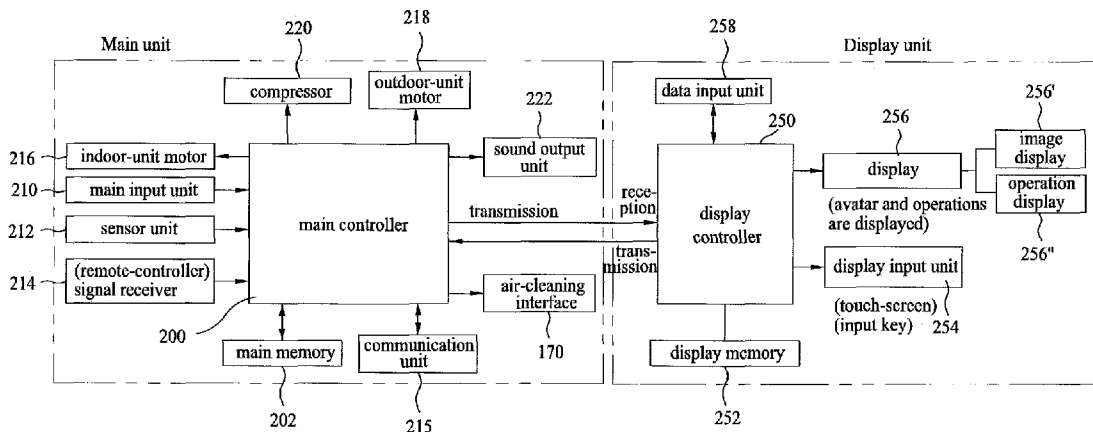 Main unit
Display unit
220
218
258
compressor
outdoor-unit
motor
data input unit
222
250
256
256'
216
indoor-unit motor
sound output
unit
image
display
210
main input unit
display
212
sensor unit
main controller
transmission
rece-
ption
display
controller
(avatar and operations
are displayed)
operation
display
256"
trans-
mission
214
(remote-controller)
signal receiver
air-cleaning
interface
display input unit
(touch-screen)
(input key)
254
200
main memory
communication
unit
170
display memory
202
215
252